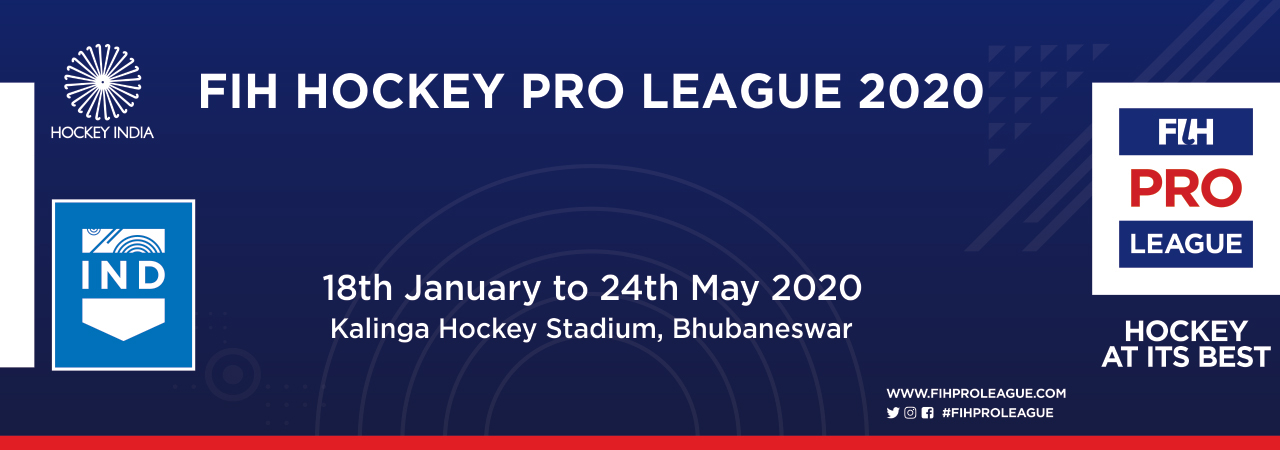 HOCKEY INDIA
FIH HOCKEY PRO LEAGUE 2020
IND
18th January to 24th May 2020
Kalinga Hockey Stadium, Bhubaneswar
FIH
PRO
LEAGUE
HOCKEY
AT ITS BEST
WWW.FIHPROLEAGUE.COM
#FIHPROLEAGUE